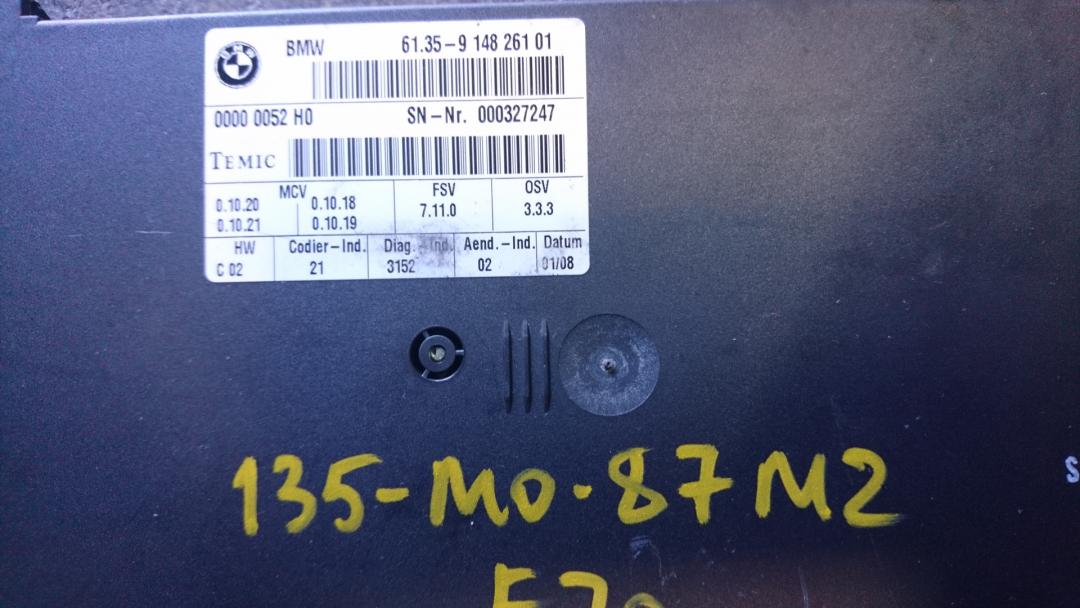 BMW 61.35-9 148 261 01
0000 0052 H0 SN-Nr. 000327247
TEMIC
MCV FSV OSV
0.10.20 0.10.18 7.11.0 3.3.3
0.10.21 0.10.19
HW Codier-Ind. Diag.-Ind. Aend.-Ind. Datum
C 02 21 3152 02 01/08
135-MO-87M2